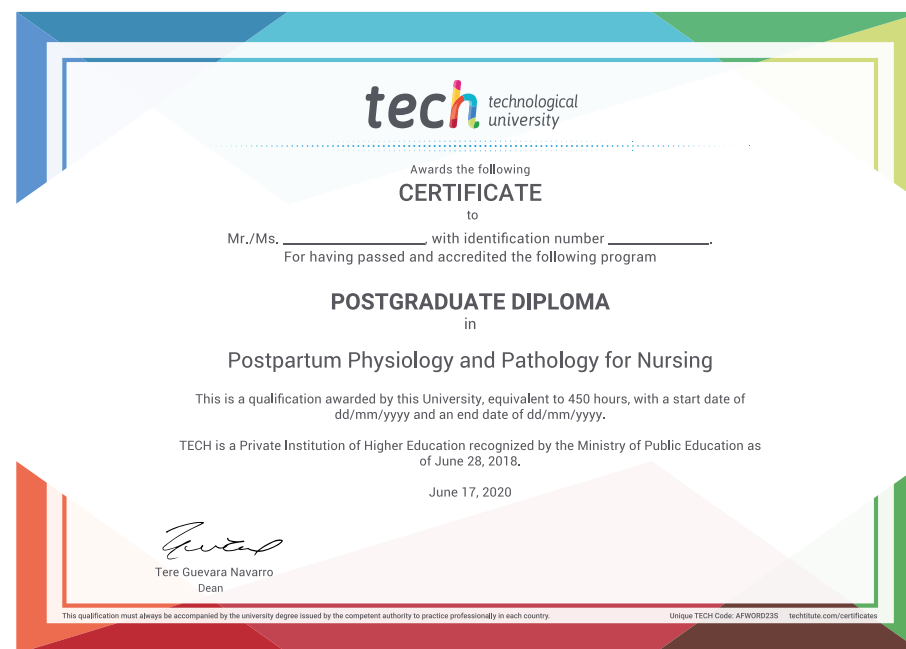 tech technological
university
Awards the following
CERTIFICATE
to
Mr./Ms. ____________________, with identification number ______________.
For having passed and accredited the following program
POSTGRADUATE DIPLOMA
in
Postpartum Physiology and Pathology for Nursing
This is a qualification awarded by this University, equivalent to 450 hours, with a start date of
dd/mm/yyyy and an end date of dd/mm/yyyy.
TECH is a Private Institution of Higher Education recognized by the Ministry of Public Education as
of June 28, 2018.
June 17, 2020
Tere Guevara Navarro
Dean
This qualification must always be accompanied by the university degree issued by the competent authority to practice professionally in each country. Unique TECH Code: AFWORD23S techtitute.com/certificates